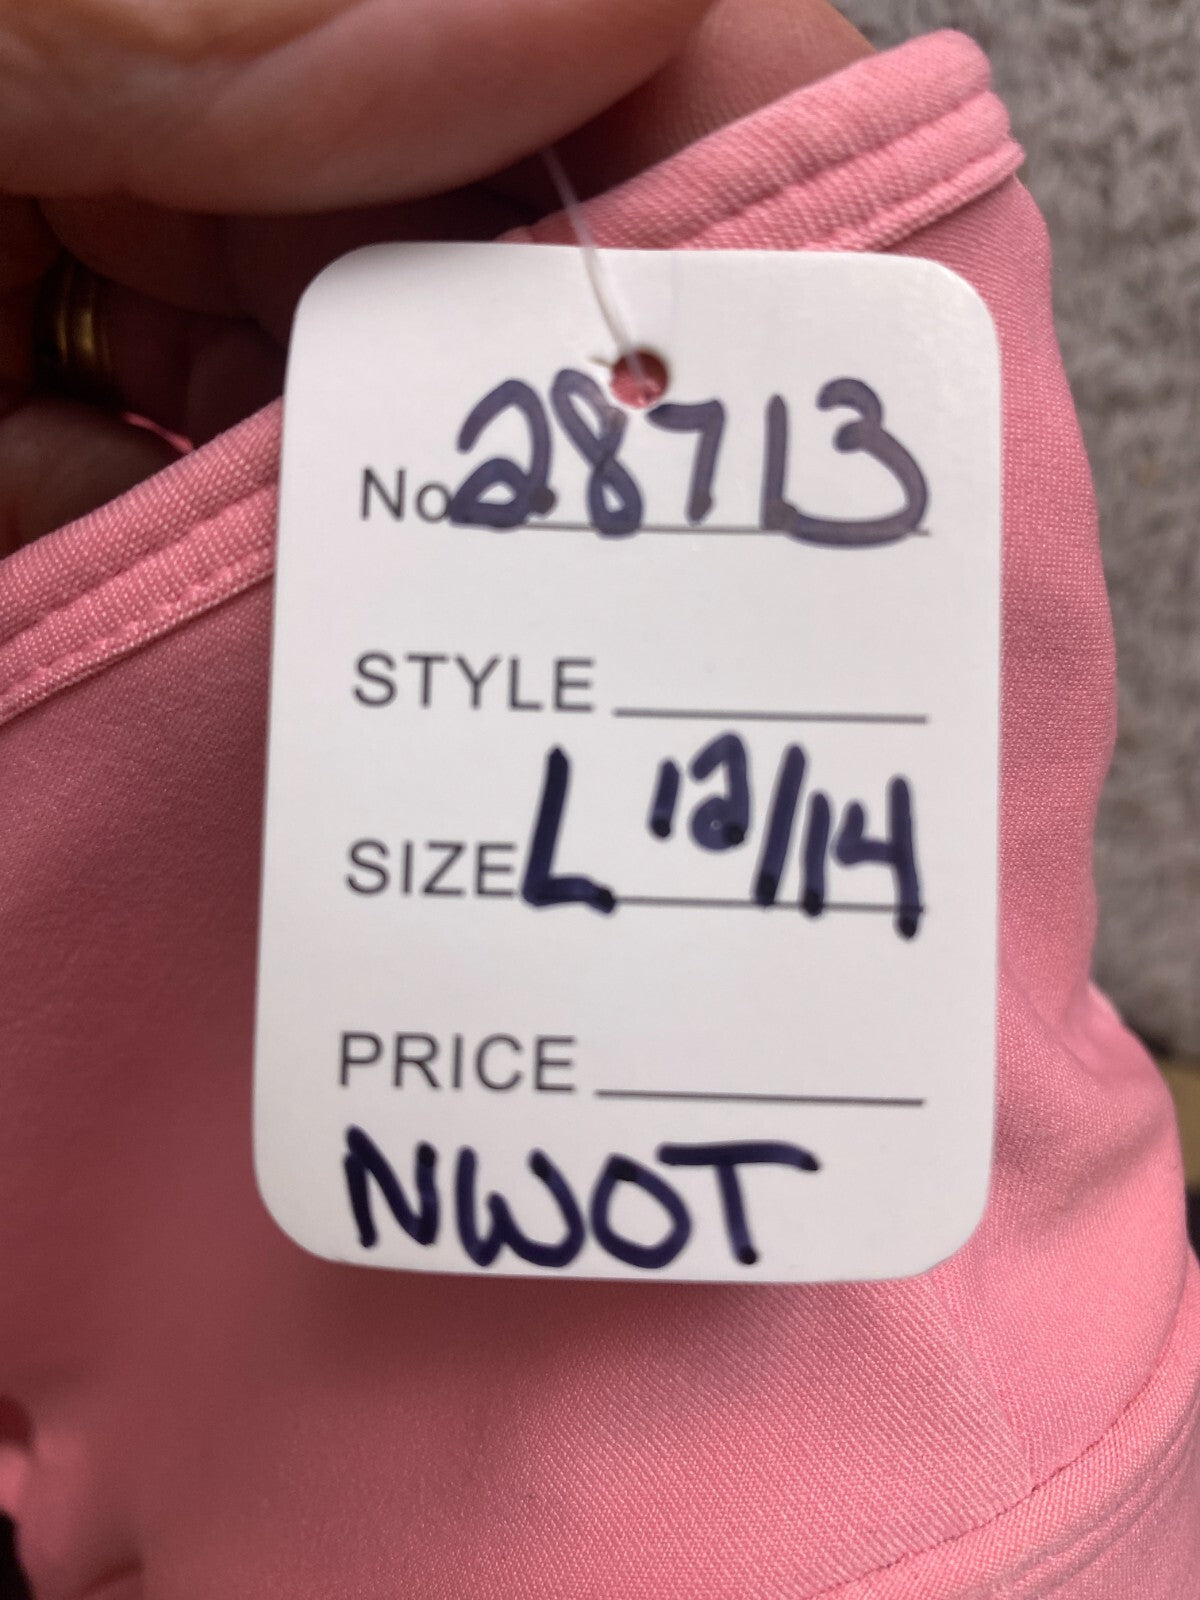 No. 28713
STYLE
SIZE L 12/14
PRICE
NWOT